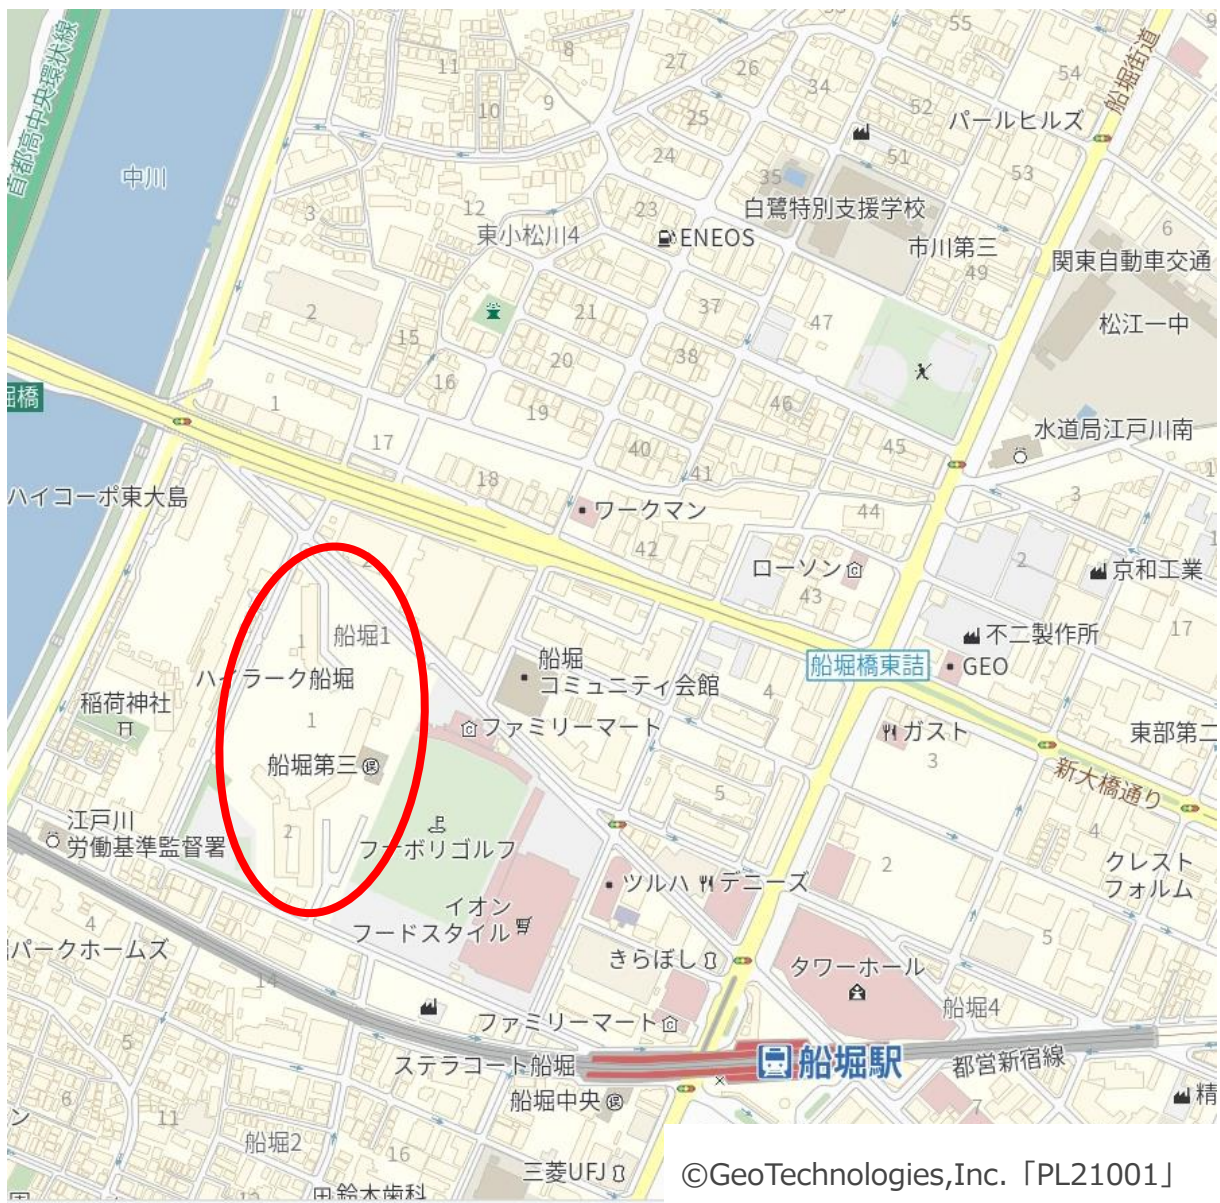 首都高中央環状線
中川
11
10
8
9
27
26
34
55
52
54
船堀街道
パールヒルズ
25
24
51
53
3
12
東小松川4
23
35
白鷺特別支援学校
ENEOS
市川第三
49
6
関東自動車交通
2
15
21
37
47
松江一中
16
20
38
1
19
46
17
40
45
水道局江戸川南
18
41
3
ハイコーポ東大島
ワークマン
44
42
ローソン
43
2
京和工業
船堀1
1
船堀
コミュニティ会館
4
船堀橋東詰
不二製作所
GEO
17
ハイラーク船堀
稲荷神社
1
ファミリーマート
ガスト
3
東部第二
船堀第三
新大橋通り
江戸川
労働基準監督署
2
フナボリゴルフ
5
4
2
クレスト
フォルム
ツルハ
デニーズ
イオン
フードスタイル
4
パークホームズ
きらぼし
タワーホール
5
14
船堀4
ファミリーマート
5
ステラコート船堀
船堀駅
都営新宿線
6
船堀中央
7
精
11
船堀2
16
三菱UFJ
鈴木歯科
©GeoTechnologies,Inc.「PL21001」